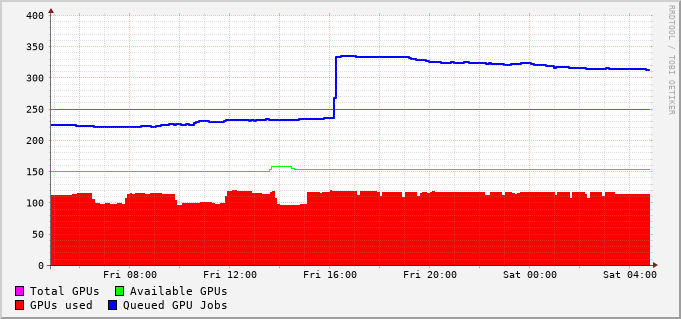 400
350
300
250
200
150
100
50
0
Fri 08:00 Fri 12:00 Fri 16:00 Fri 20:00 Sat 00:00 Sat 04:00
Total GPUs Available GPUs
GPUs used Queued GPU Jobs
RRDTOOL / TOBI OETIKER